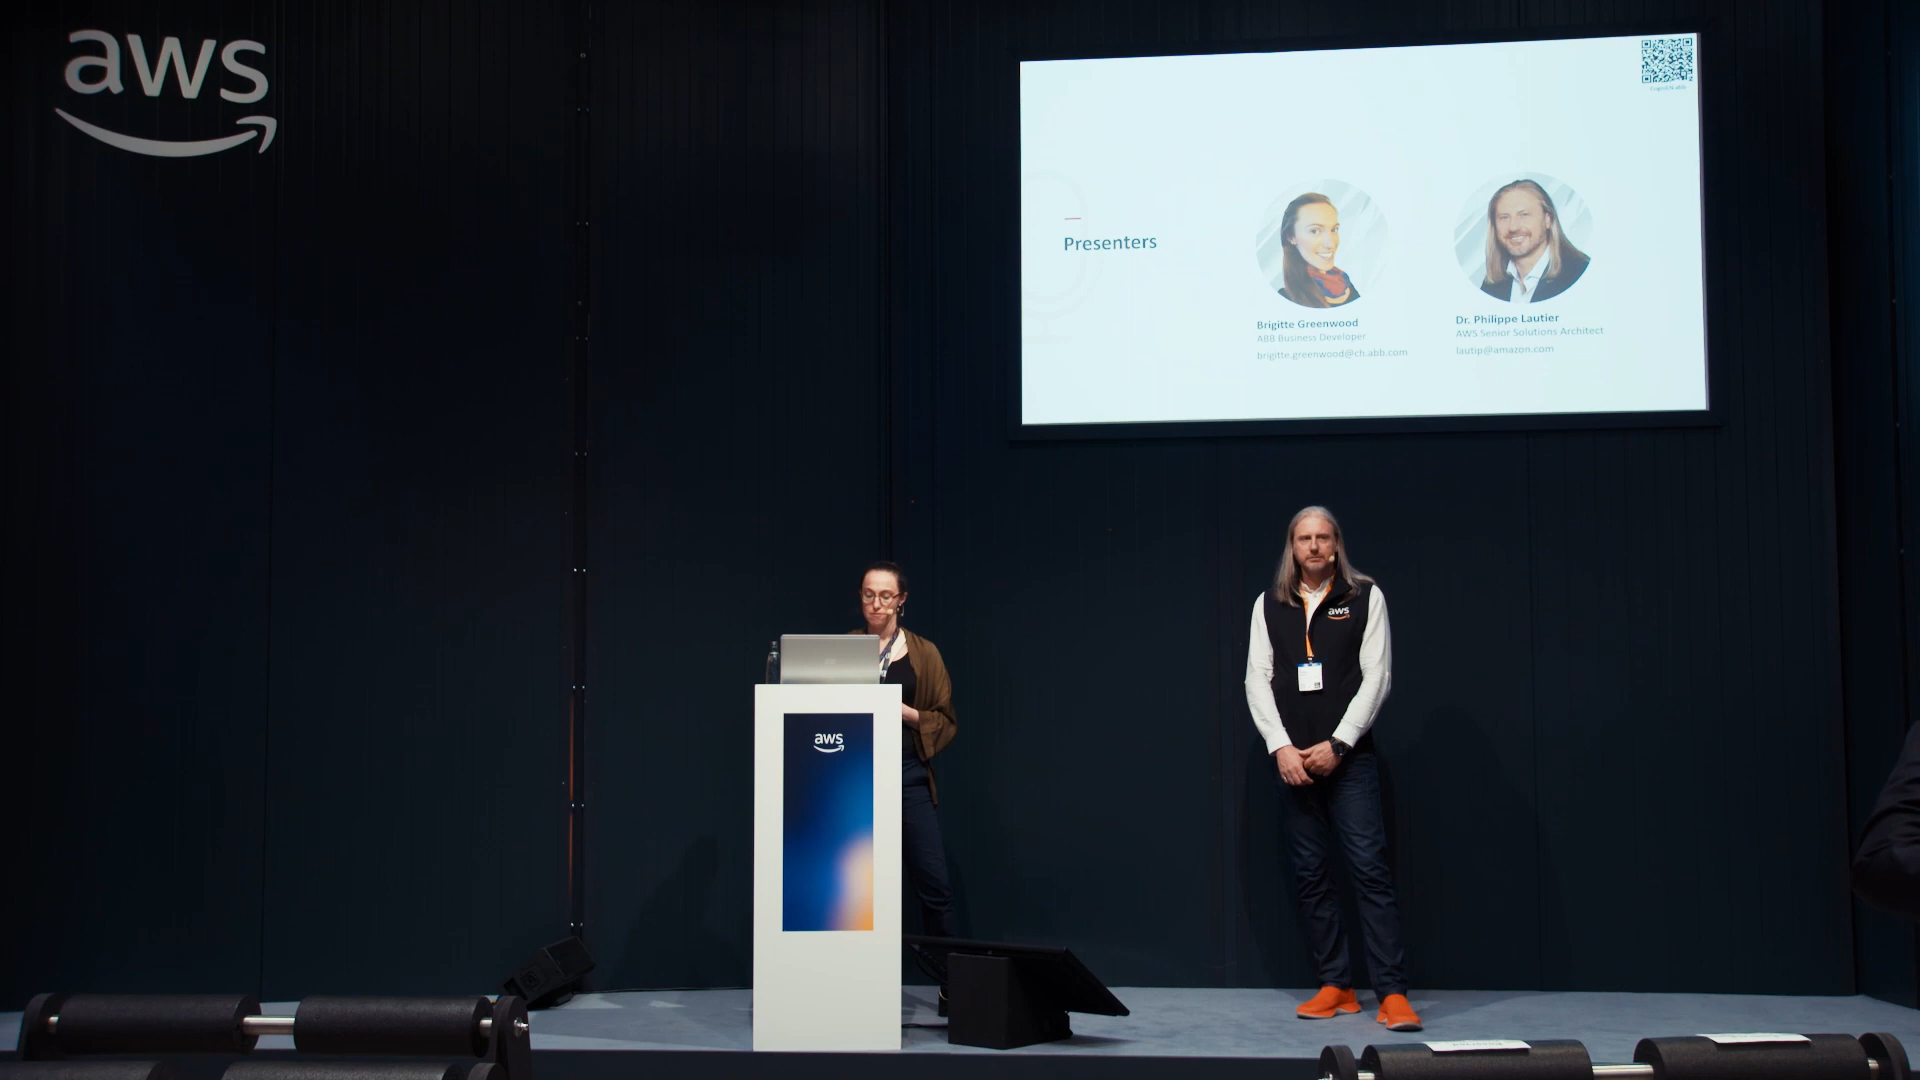 aws
Presenters
Brigitte Greenwood
ABB Business Developer
brigitte.greenwood@ch.abb.com
Dr. Philippe Lautier
AWS Senior Solutions Architect
lautip@amazon.com
aws
aws